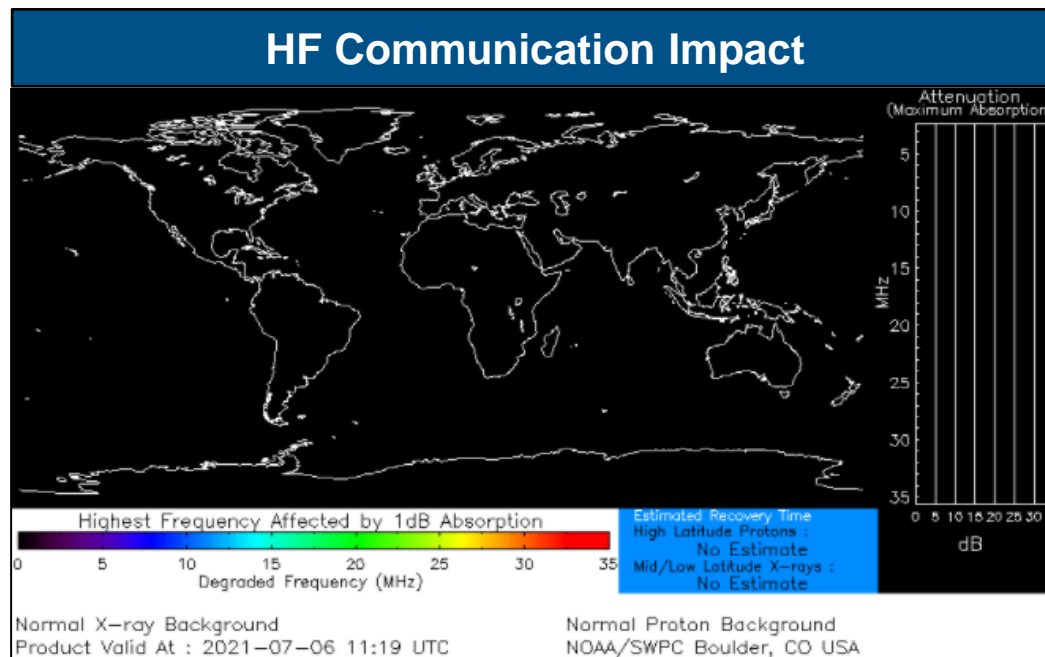 HF Communication Impact
Attenuation
(Maximum Absorption
5
10
15
20
25
30
35
MHz
0 5 10 15 20 25 30
dB
Highest Frequency Affected by 1dB Absorption
0 5 10 15 20 25 30 35
Degraded Frequency (MHz)
Estimated Recovery Time
High Latitude Protons :
No Estimate
Mid/Low Latitude X-rays :
No Estimate
Normal X-ray Background
Product Valid At : 2021-07-06 11:19 UTC
Normal Proton Background
NOAA/SWPC Boulder, CO USA